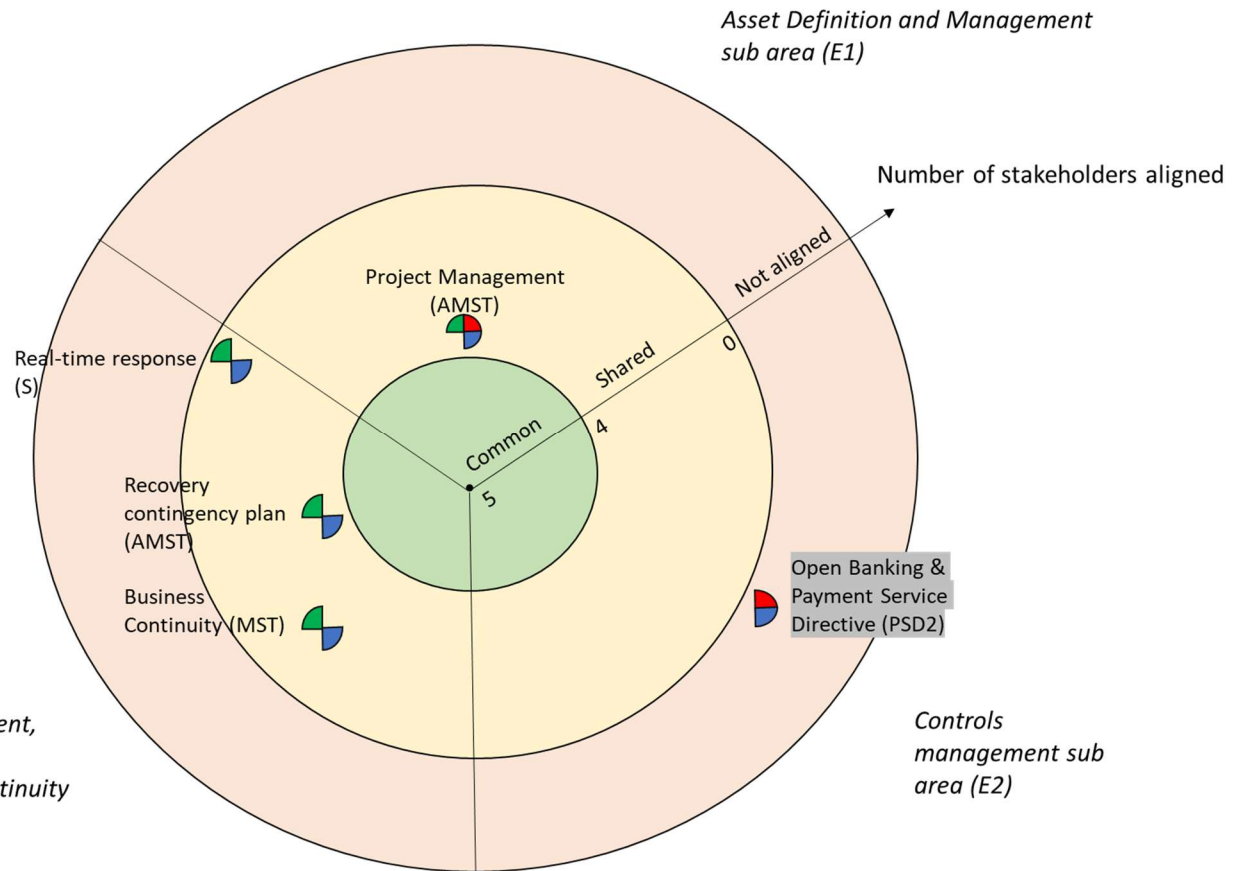 Asset Definition and Management
sub area (E1)
Number of stakeholders aligned
Not aligned
0
Project Management
(AMST)
Shared
4
Real-time response
(S)
Common
5
Recovery
contingency plan
(AMST)
Open Banking &
Payment Service
Directive (PSD2)
Business
Continuity (MST)
Controls
management sub
area (E2)